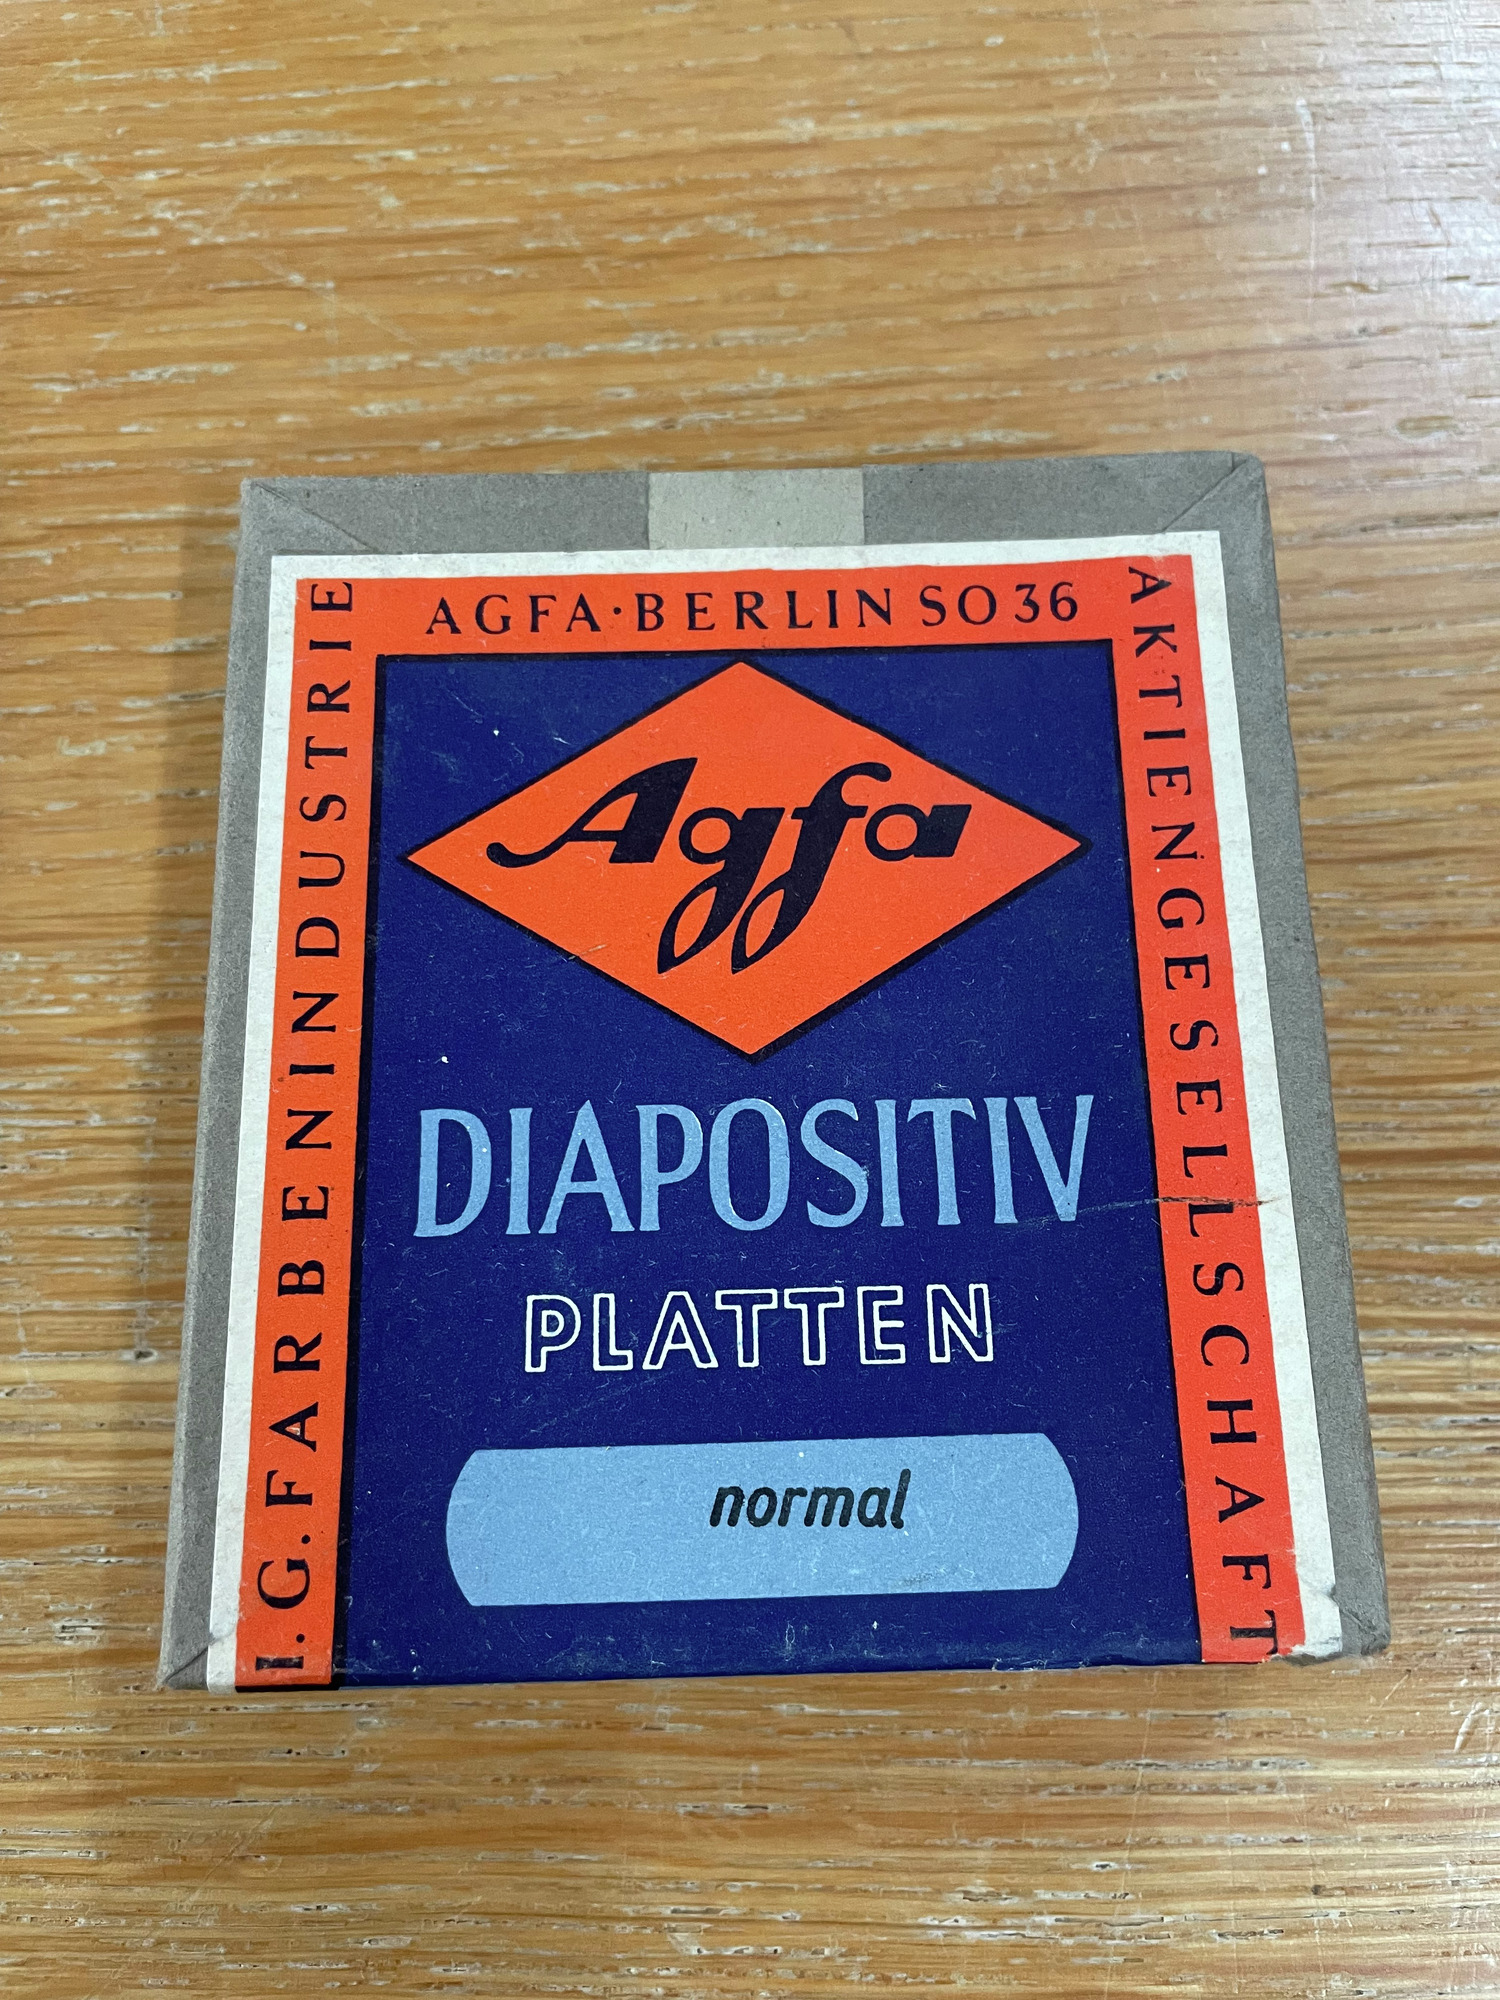 AGFA·BERLIN SO 36
I. G. FARBENINDUSTRIE
AKTIENGESELLSCHAFT
Agfa
DIAPOSITIV
PLATTEN
normal